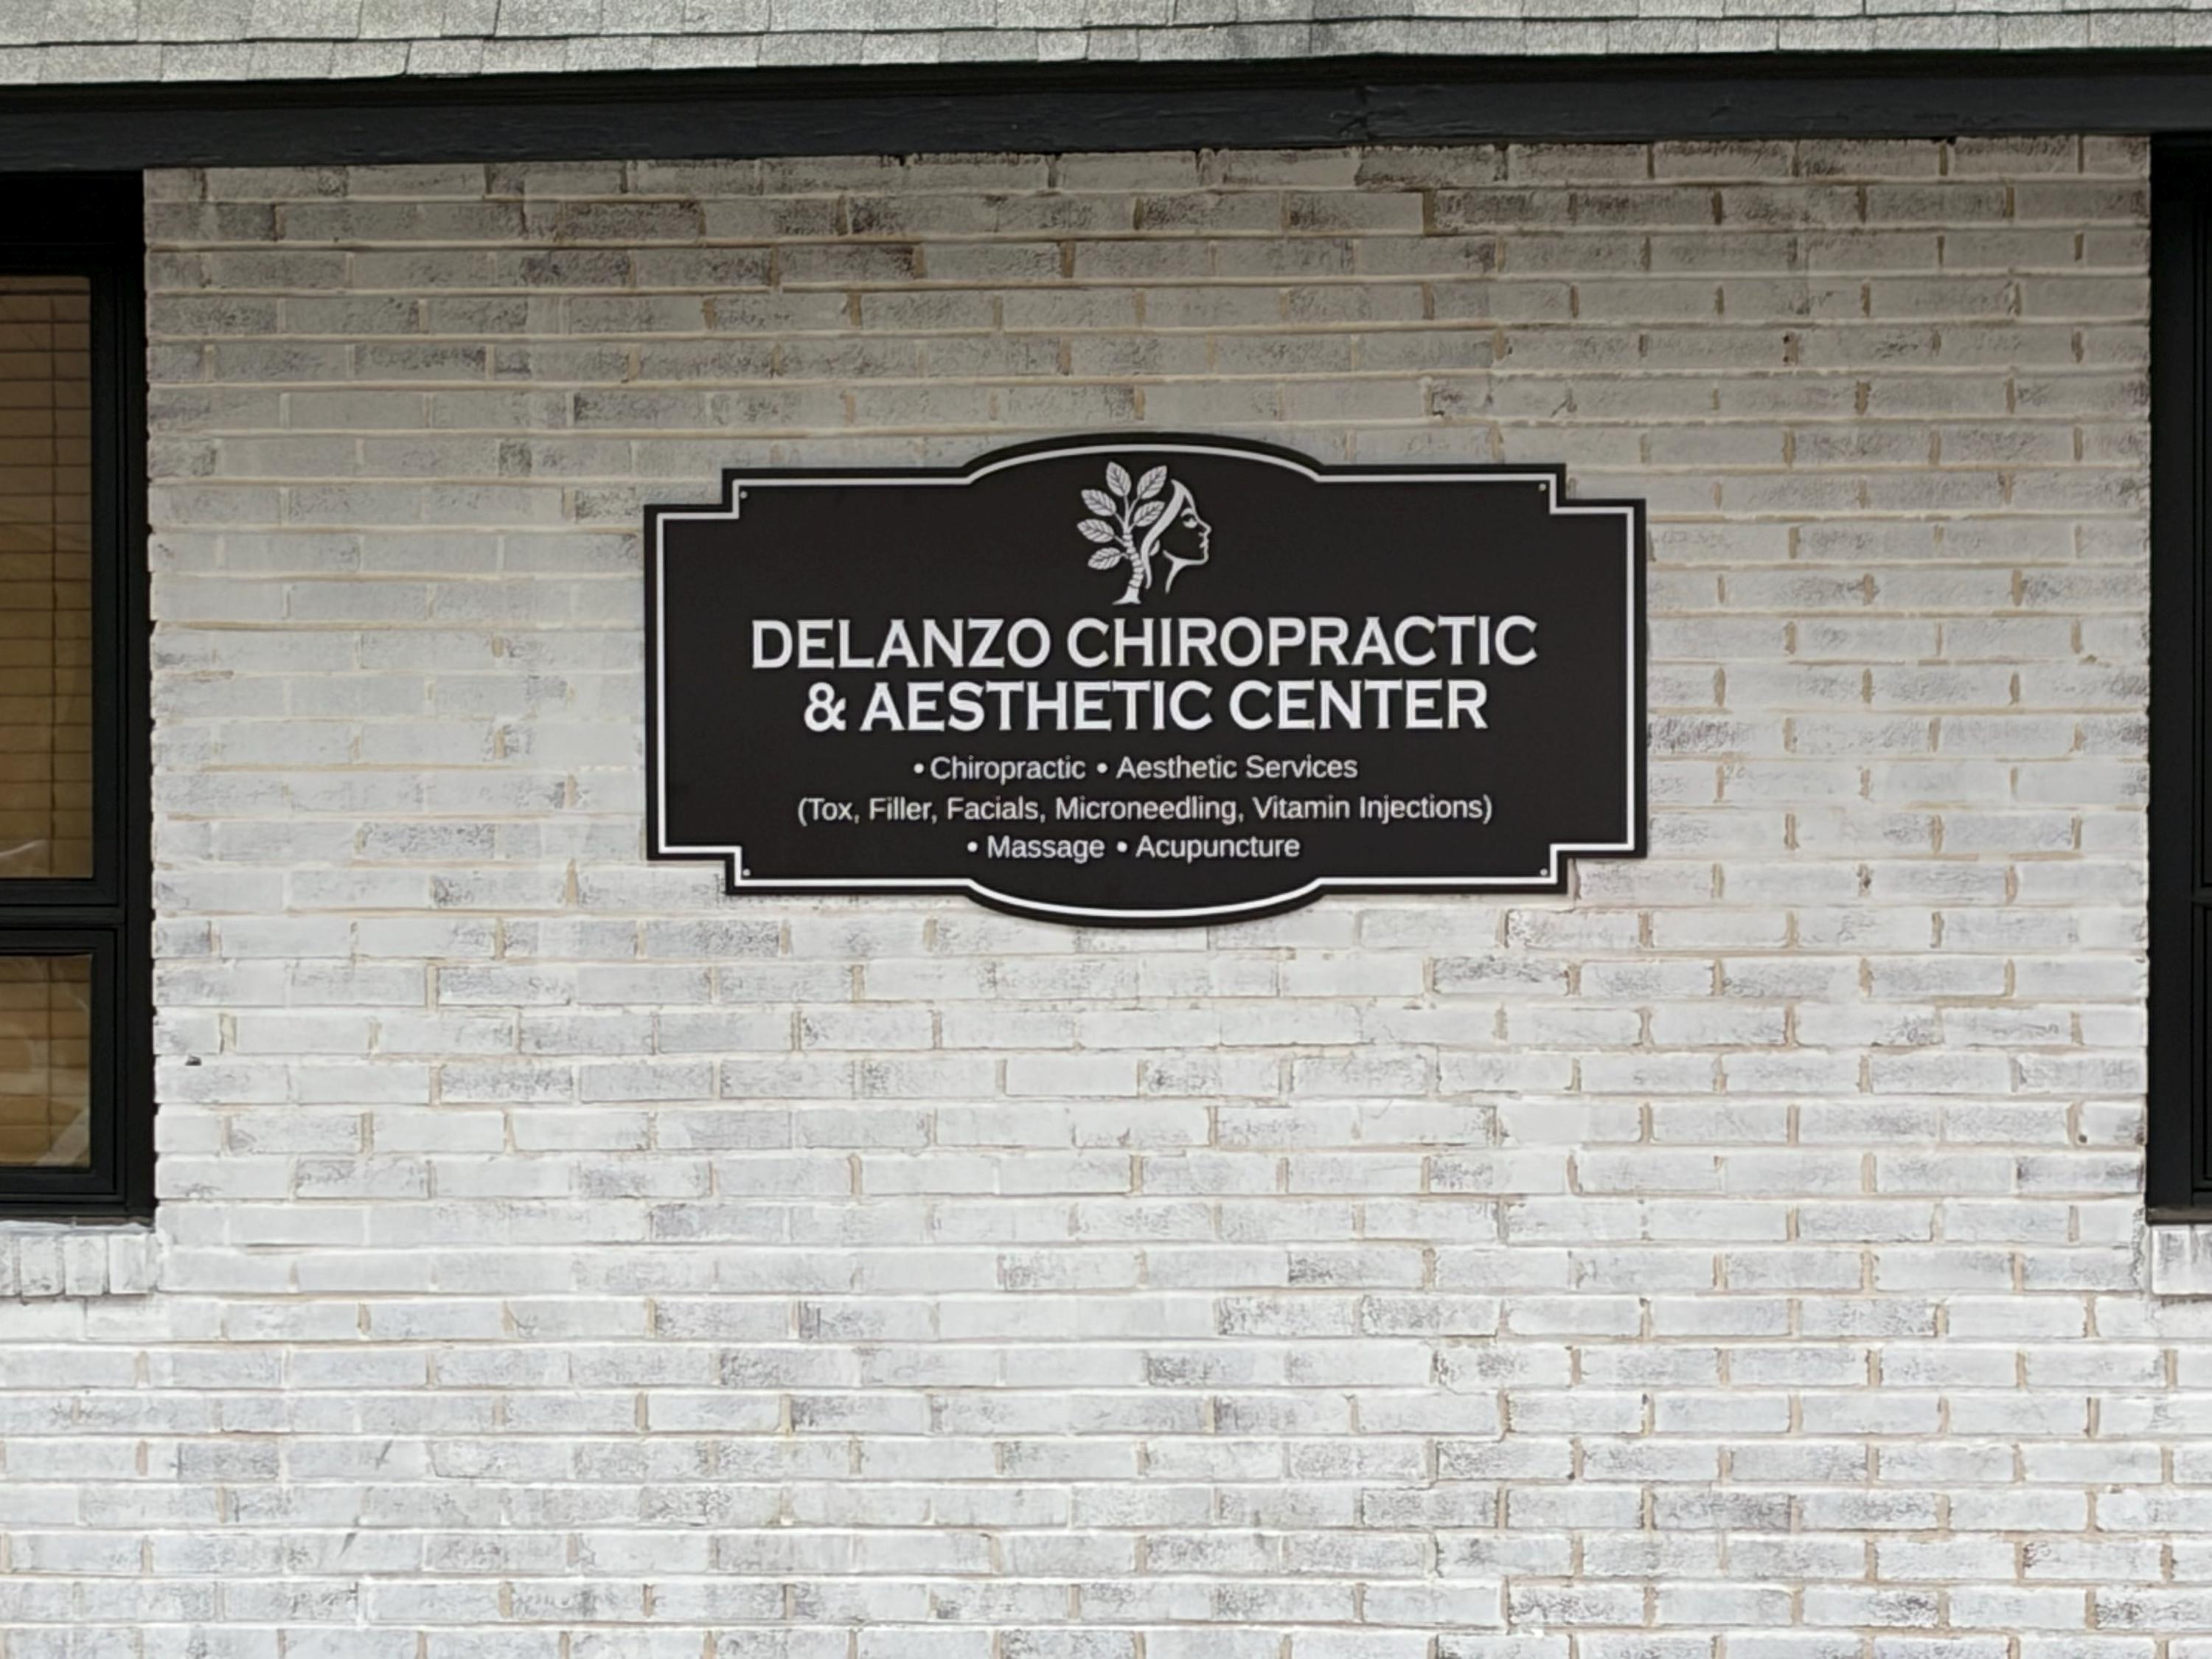 DELANZO CHIROPRACTIC
& AESTHETIC CENTER
• Chiropractic • Aesthetic Services
(Tox, Filler, Facials, Microneedling, Vitamin Injections)
• Massage • Acupuncture